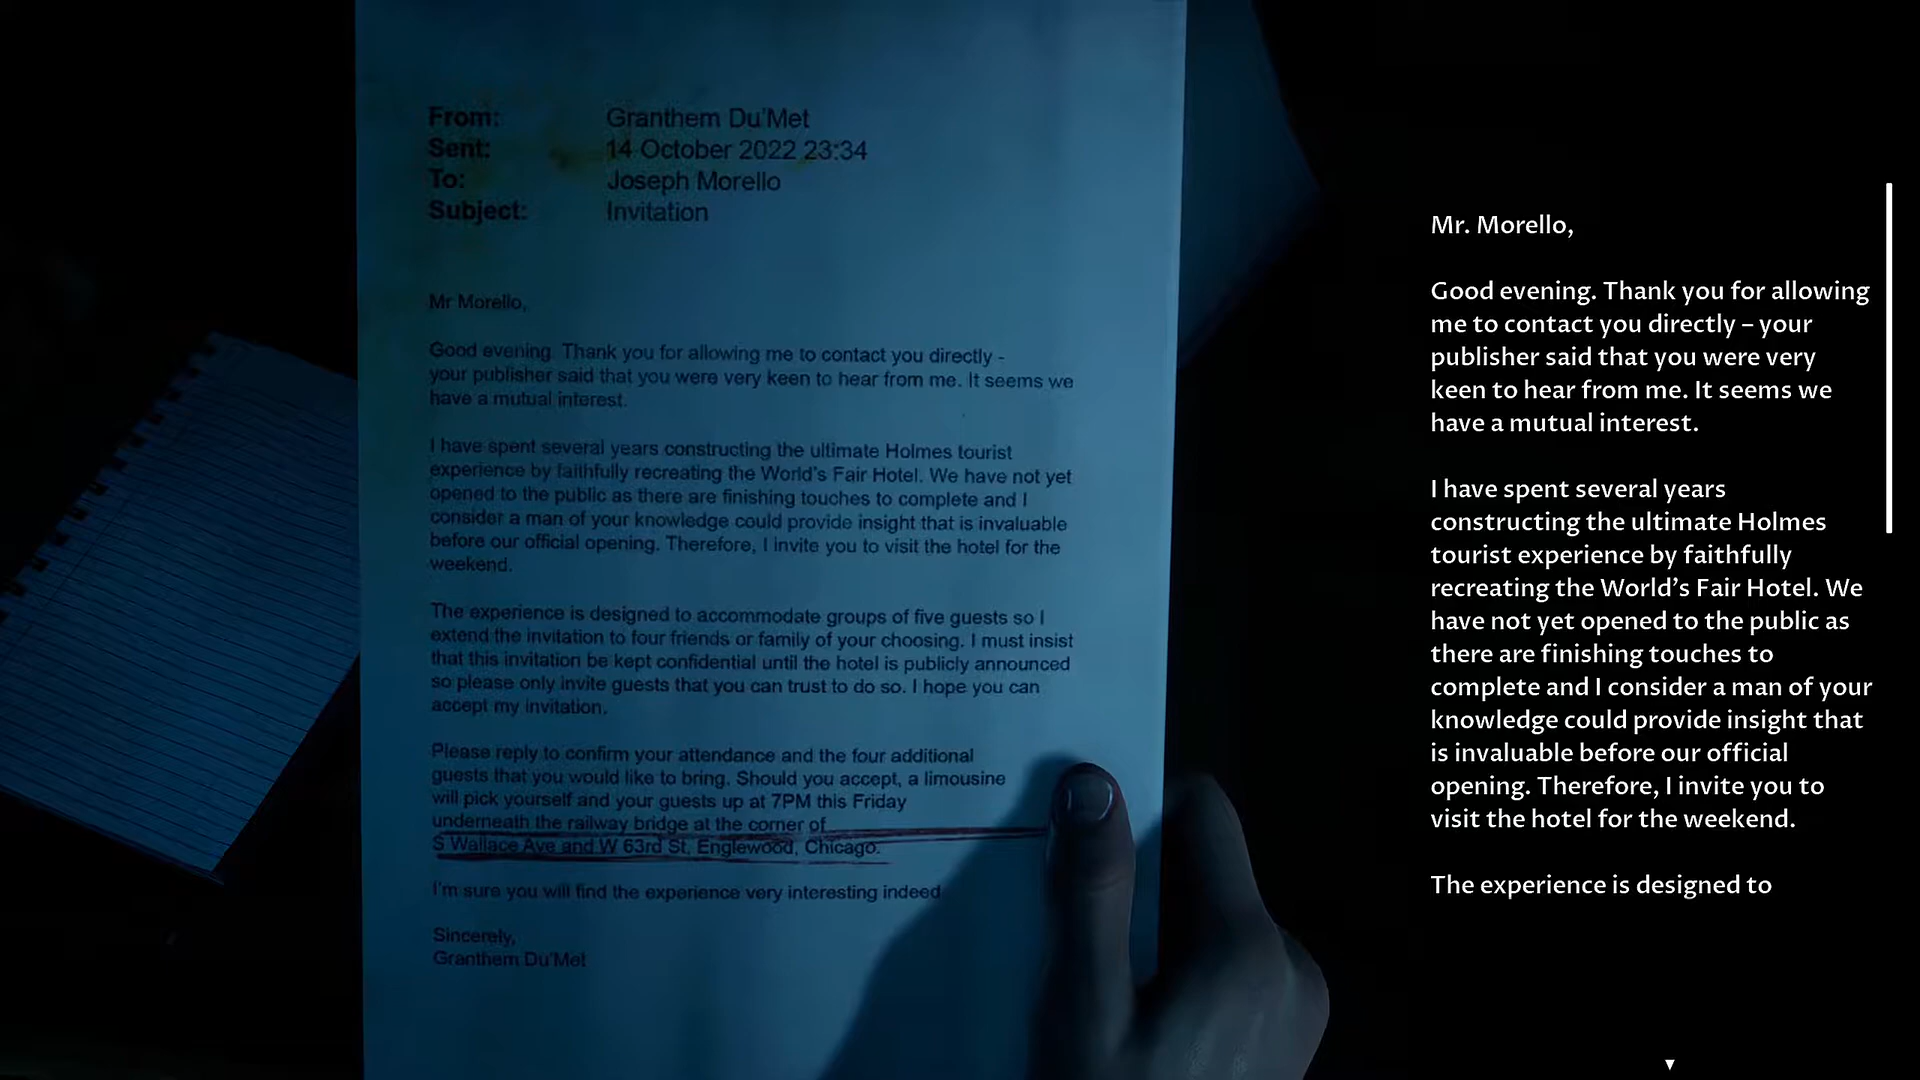 From: Granthem Du'Met
Sent: 14 October 2022 23:34
To: Joseph Morello
Subject: Invitation
Mr Morello,
Good evening. Thank you for allowing me to contact you directly -
your publisher said that you were very keen to hear from me. It seems we
have a mutual interest.
I have spent several years constructing the ultimate Holmes tourist
experience by faithfully recreating the World's Fair Hotel. We have not yet
opened to the public as there are finishing touches to complete and I
consider a man of your knowledge could provide insight that is invaluable
before our official opening. Therefore, I invite you to visit the hotel for the
weekend.
The experience is designed to accommodate groups of five guests so I
extend the invitation to four friends or family of your choosing. I must insist
that this invitation be kept confidential until the hotel is publicly announced
so please only invite guests that you can trust to do so. I hope you can
accept my invitation.
Please reply to confirm your attendance and the four additional
guests that you would like to bring. Should you accept, a limousine
will pick yourself and your guests up at 7PM this Friday
underneath the railway bridge at the corner of
S Wallace Ave and W 63rd St, Englewood, Chicago.
I'm sure you will find the experience very interesting indeed
Sincerely,
Granthem Du'Met
Mr. Morello,
Good evening. Thank you for allowing
me to contact you directly – your
publisher said that you were very
keen to hear from me. It seems we
have a mutual interest.
I have spent several years
constructing the ultimate Holmes
tourist experience by faithfully
recreating the World's Fair Hotel. We
have not yet opened to the public as
there are finishing touches to
complete and I consider a man of your
knowledge could provide insight that
is invaluable before our official
opening. Therefore, I invite you to
visit the hotel for the weekend.
The experience is designed to